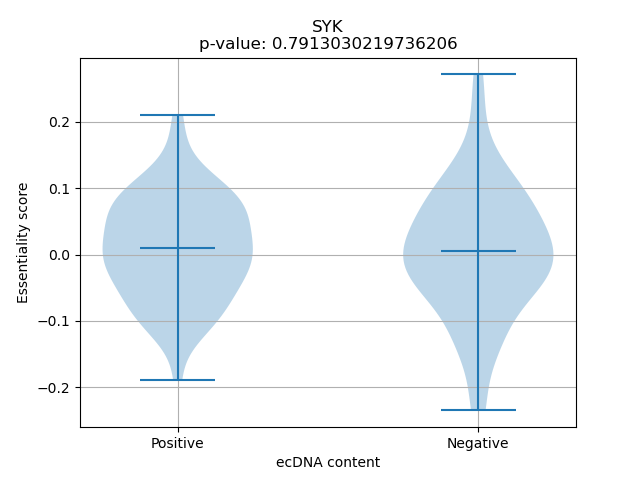 SYK
p-value: 0.7913030219736206
Essentiality score
0.2
0.1
0.0
−0.1
−0.2
Positive
Negative
ecDNA content